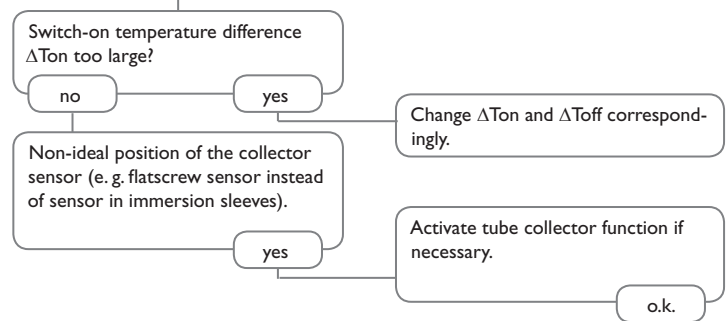 Switch-on temperature difference
ΔTon too large?
no
yes
Change ΔTon and ΔToff correspond-
ingly.
Non-ideal position of the collector
sensor (e. g. flatscrew sensor instead
of sensor in immersion sleeves).
yes
Activate tube collector function if
necessary.
o.k.